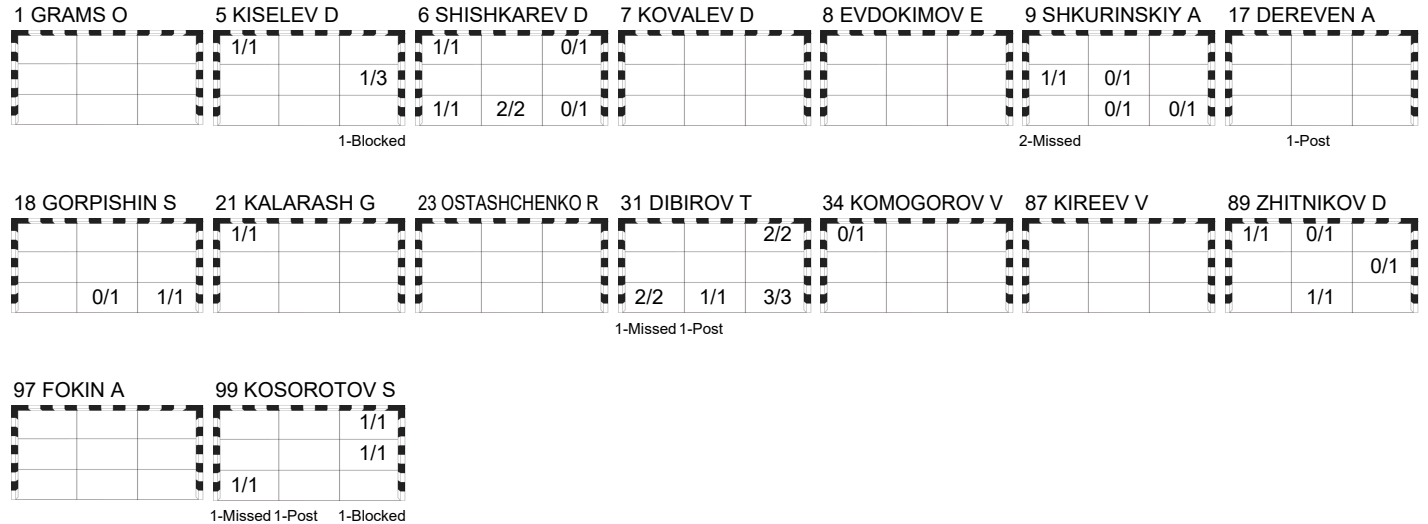 1 GRAMS O 5 KISELEV D 6 SHISHKAREV D 7 KOVALEV D 8 EVDOKIMOV E 9 SHKURINSKIY A 17 DEREVEN A
1/1 1/1 0/1
1/3 1/1 0/1
1/1 2/2 0/1 0/1 0/1
1-Blocked 2-Missed 1-Post
18 GORPISHIN S 21 KALARASH G 23 OSTASHCHENKO R 31 DIBIROV T 34 KOMOGOROV V 87 KIREEV V 89 ZHITNIKOV D
1/1 2/2 0/1 1/1 0/1
0/1
0/1 1/1 2/2 1/1 3/3 1/1
1-Missed 1-Post
97 FOKIN A 99 KOSOROTOV S
1/1
1/1
1/1
1-Missed 1-Post 1-Blocked